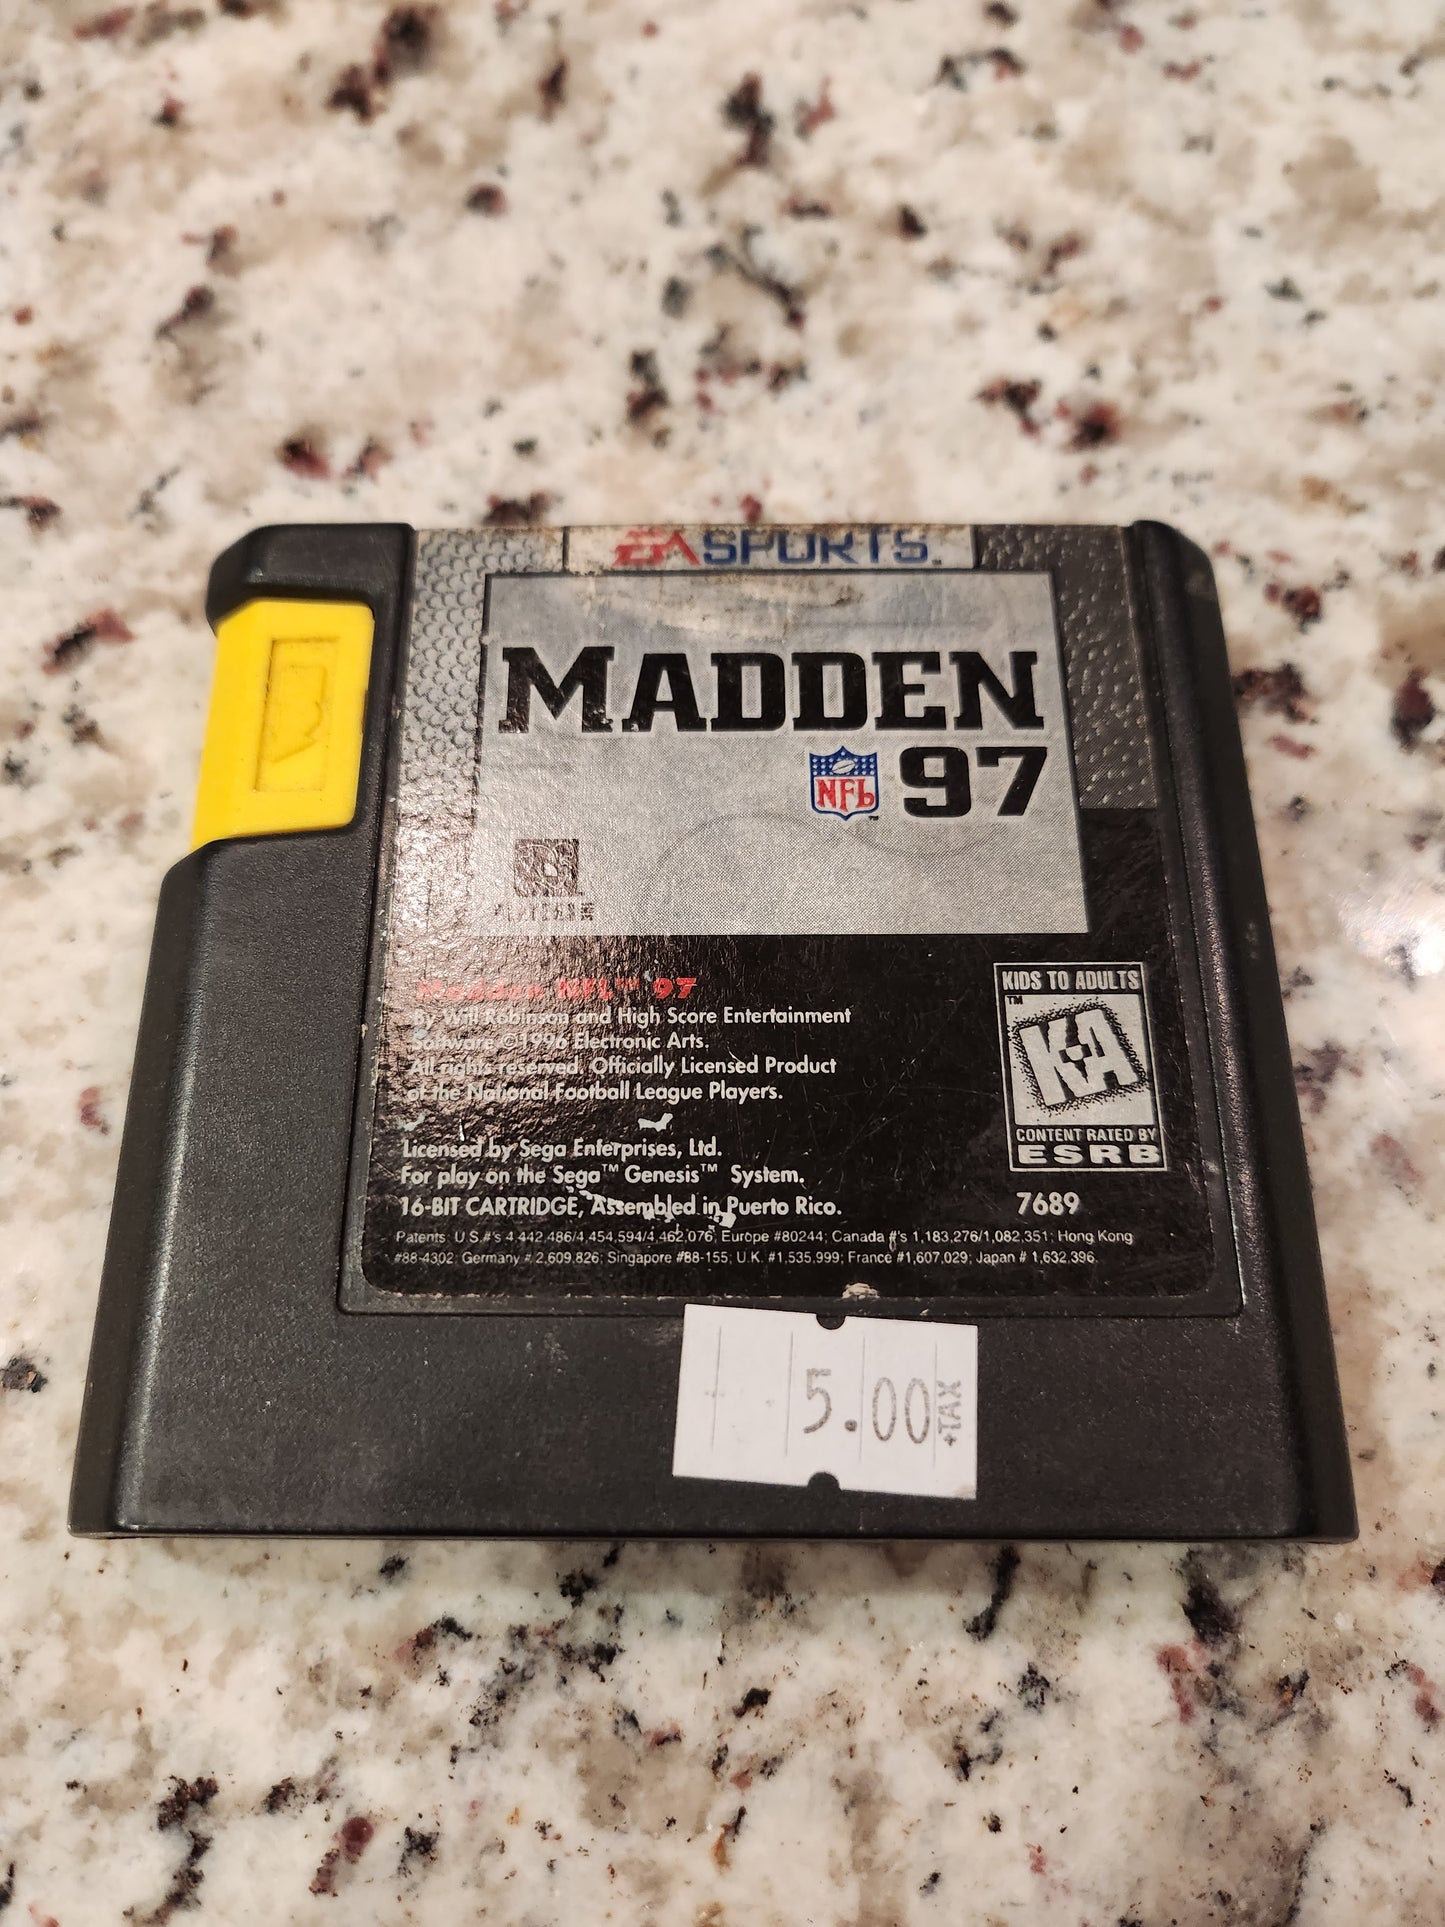 EA SPORTS™
MADDEN
NFL™ 97
PLAYERS
Madden NFL™ 97
By Will Robinson and High Score Entertainment
Software ©1996 Electronic Arts.
All rights reserved. Officially Licensed Product
of the National Football League Players.
Licensed by Sega Enterprises, Ltd.
For play on the Sega™ Genesis™ System.
16-BIT CARTRIDGE, Assembled in Puerto Rico.
KIDS TO ADULTS
™
K-A
CONTENT RATED BY
ESRB
7689
Patents: U.S.#'s 4,442,486/4,454,594/4,462,076; Europe #80244; Canada #'s 1,183,276/1,082,351; Hong Kong
#88-4302; Germany # 2,609,826; Singapore #88-155; U.K. #1,535,999; France #1,607,029; Japan # 1,632,396
5.00 +TAX